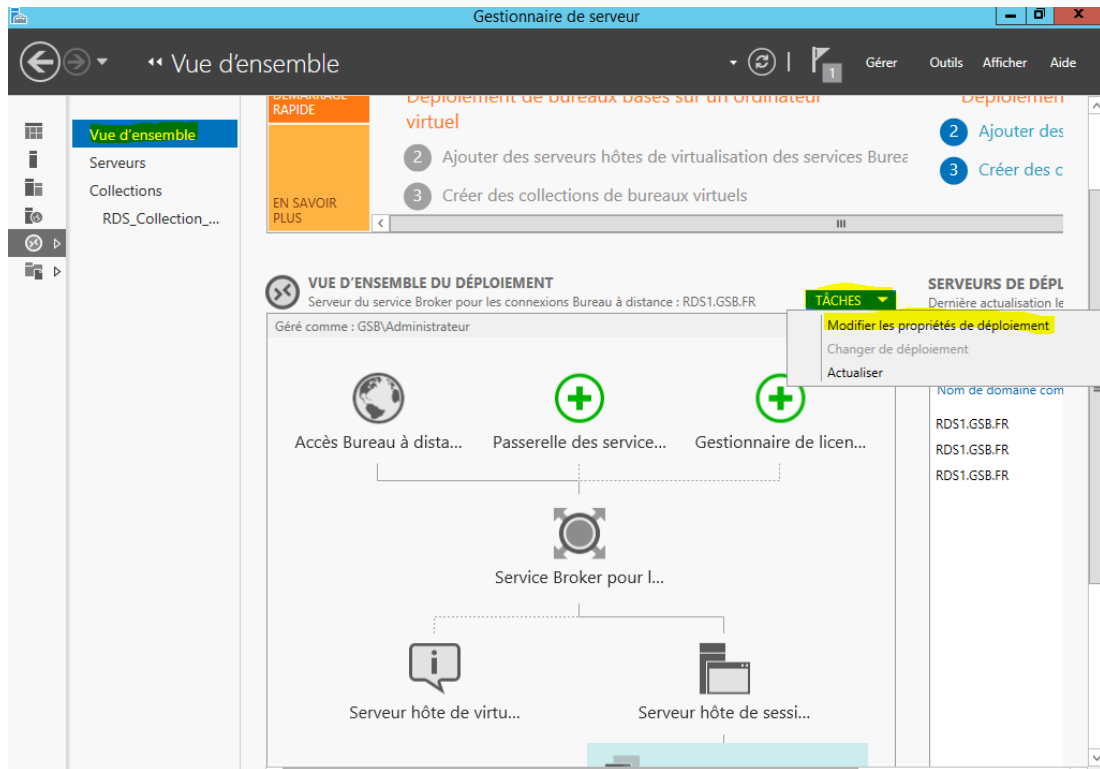 Gestionnaire de serveur
Vue d'ensemble
1
Gérer
Outils
Afficher
Aide
Vue d'ensemble
Serveurs
Collections
RDS_Collection_...
DÉMARRAGE
RAPIDE
EN SAVOIR
PLUS
Déploiement de bureaux basés sur un ordinateur
virtuel
2 Ajouter des serveurs hôtes de virtualisation des services Burea
3 Créer des collections de bureaux virtuels
Déploiemen
2 Ajouter des
3 Créer des c
VUE D'ENSEMBLE DU DÉPLOIEMENT
Serveur du service Broker pour les connexions Bureau à distance : RDS1.GSB.FR
Géré comme : GSB\Administrateur
TÂCHES
Modifier les propriétés de déploiement
Changer de déploiement
Actualiser
Accès Bureau à dista...
Passerelle des service...
Gestionnaire de licen...
Service Broker pour l...
Serveur hôte de virtu...
Serveur hôte de sessi...
SERVEURS DE DÉPL
Dernière actualisation le
Nom de domaine com
RDS1.GSB.FR
RDS1.GSB.FR
RDS1.GSB.FR